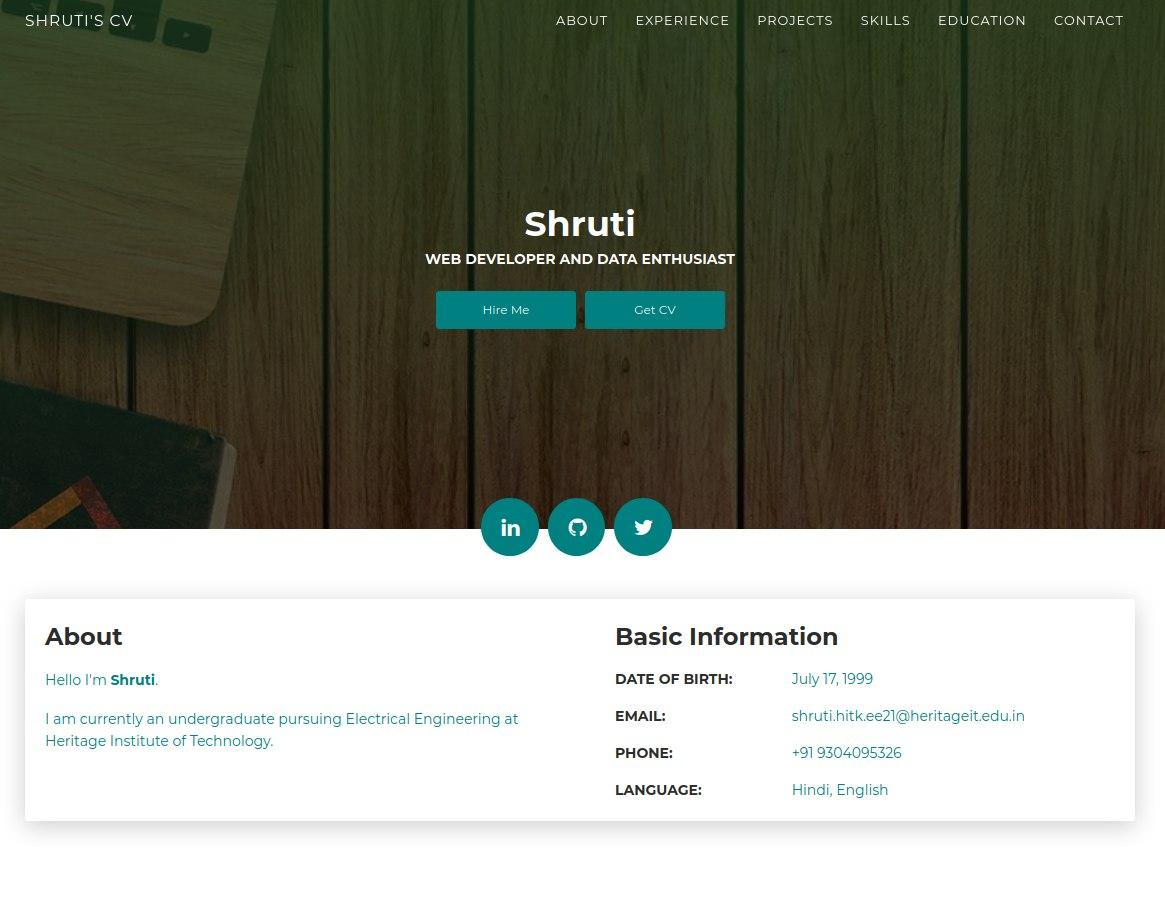 SHRUTI'S CV
ABOUT EXPERIENCE PROJECTS SKILLS EDUCATION CONTACT
Shruti
WEB DEVELOPER AND DATA ENTHUSIAST
Hire Me
Get CV
in
About
Hello I'm Shruti.
I am currently an undergraduate pursuing Electrical Engineering at
Heritage Institute of Technology.
Basic Information
DATE OF BIRTH: July 17, 1999
EMAIL: shruti.hitk.ee21@heritageit.edu.in
PHONE: +91 9304095326
LANGUAGE: Hindi, English